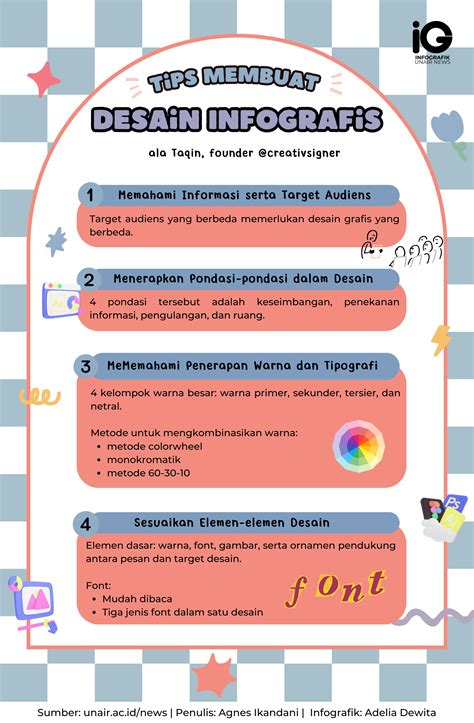 iG
INFOGRAFIK
UNAIR NEWS
TiPS MEMBUAT
DESAiN INFOGRAFiS
ala Taqin, founder @creativsigner
1 Memahami Informasi serta Target Audiens
Target audiens yang berbeda memerlukan desain grafis yang
berbeda.
2 Menerapkan Pondasi-pondasi dalam Desain
4 pondasi tersebut adalah keseimbangan, penekanan
informasi, pengulangan, dan ruang.
3 MeMemahami Penerapan Warna dan Tipografi
4 kelompok warna besar: warna primer, sekunder, tersier, dan
netral.
Metode untuk mengkombinasikan warna:
• metode colorwheel
• monokromatik
• metode 60-30-10
4 Sesuaikan Elemen-elemen Desain
Elemen dasar: warna, font, gambar, serta ornamen pendukung
antara pesan dan target desain.
Font:
• Mudah dibaca
• Tiga jenis font dalam satu desain
font
Ps
Sumber: unair.ac.id/news | Penulis: Agnes Ikandani | Infografik: Adelia Dewita